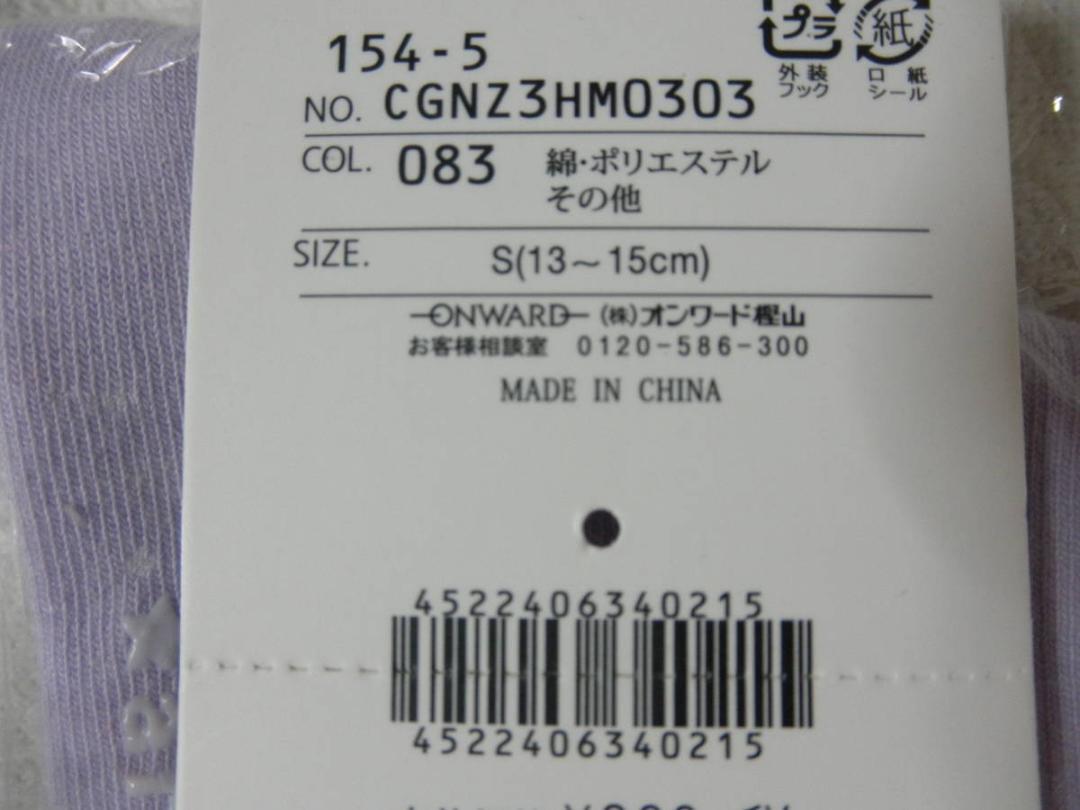 プラ 紙
外装 口紙
フック シール
154-5
NO. CGNZ3HM0303
COL. 083 綿・ポリエステル
その他
SIZE. S(13～15cm)
ONWARD (株)オンワード樫山
お客様相談室 0120-586-300
MADE IN CHINA
4522406340215
4522406340215